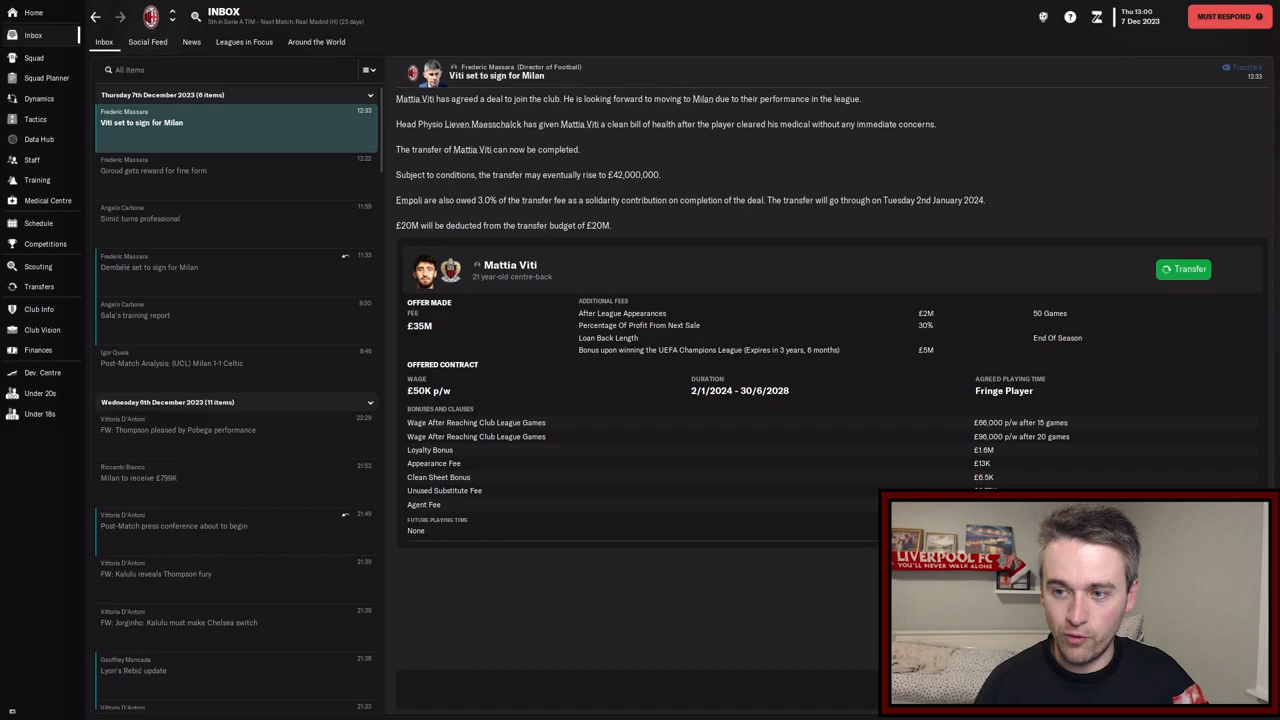 Home
Inbox
Squad
Squad Planner
Dynamics
Tactics
Data Hub
Staff
Training
Medical Centre
Schedule
Competitions
Scouting
Transfers
Club Info
Club Vision
Finances
Dev. Centre
Under 20s
Under 18s
INBOX
5th in Serie A TIM - Next Match: Real Madrid (H) (23 days)
Thu 13:00
7 Dec 2023
MUST RESPOND
Inbox
Social Feed
News
Leagues in Focus
Around the World
All Items
Thursday 7th December 2023 (6 items)
Frederic Massara 12:33
Viti set to sign for Milan
Frederic Massara 12:22
Giroud gets reward for fine form
Angelo Carbone 11:59
Simić turns professional
Frederic Massara 11:33
Dembélé set to sign for Milan
Angelo Carbone 8:50
Sala's training report
Igor Quaia 8:46
Post-Match Analysis: (UCL) Milan 1-1 Celtic
Wednesday 6th December 2023 (11 items)
Vittoria D'Antoni 22:29
FW: Thompson pleased by Pobega performance
Riccardo Bianco 21:53
Milan to receive £799K
Vittoria D'Antoni 21:49
Post-Match press conference about to begin
Vittoria D'Antoni 21:39
FW: Kalulu reveals Thompson fury
Vittoria D'Antoni 21:39
FW: Jorginho: Kalulu must make Chelsea switch
Geoffrey Moncada 21:36
Lyon's Rebić update
Vittoria D'Antoni 21:33
Frederic Massara (Director of Football)
Viti set to sign for Milan
Transfers
12:33
Mattia Viti has agreed a deal to join the club. He is looking forward to moving to Milan due to their performance in the league.
Head Physio Lieven Maesschalck has given Mattia Viti a clean bill of health after the player cleared his medical without any immediate concerns.
The transfer of Mattia Viti can now be completed.
Subject to conditions, the transfer may eventually rise to £42,000,000.
Empoli are also owed 3.0% of the transfer fee as a solidarity contribution on completion of the deal. The transfer will go through on Tuesday 2nd January 2024.
£20M will be deducted from the transfer budget of £20M.
Mattia Viti
21 year-old centre-back
Transfer
OFFER MADE
FEE
£35M
ADDITIONAL FEES
After League Appearances £2M 50 Games
Percentage Of Profit From Next Sale 30%
Loan Back Length End Of Season
Bonus upon winning the UEFA Champions League (Expires in 3 years, 6 months) £5M
OFFERED CONTRACT
WAGE DURATION AGREED PLAYING TIME
£50K p/w 2/1/2024 - 30/6/2028 Fringe Player
BONUSES AND CLAUSES
Wage After Reaching Club League Games £66,000 p/w after 15 games
Wage After Reaching Club League Games £96,000 p/w after 20 games
Loyalty Bonus £1.6M
Appearance Fee £13K
Clean Sheet Bonus £6.5K
Unused Substitute Fee
Agent Fee
FUTURE PLAYING TIME
None
LIVERPOOL FC
YOU'LL NEVER WALK ALONE